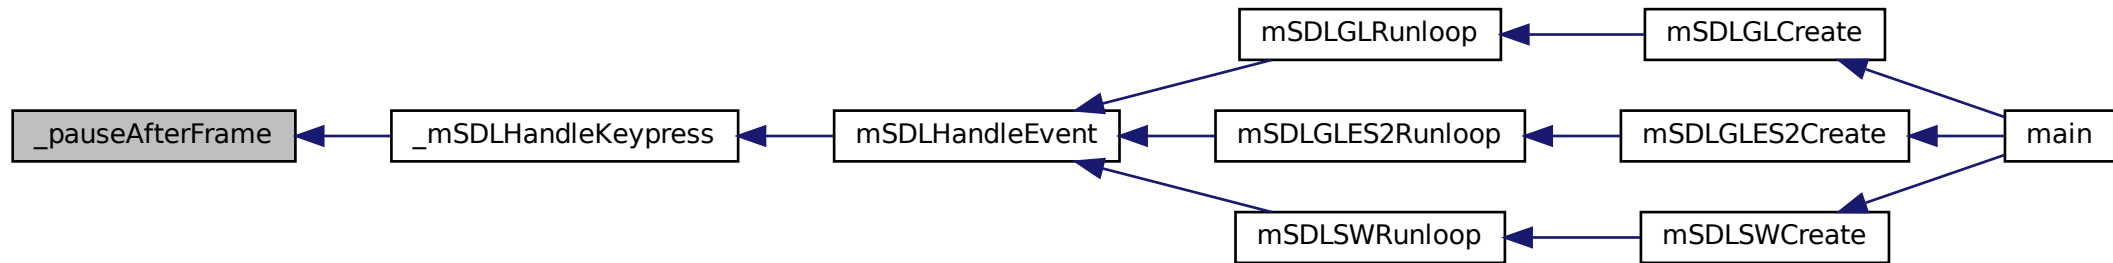 mSDLGLRunloop
mSDLGLCreate
_pauseAfterFrame
_mSDLHandleKeypress
mSDLHandleEvent
mSDLGLES2Runloop
mSDLGLES2Create
main
mSDLSWRunloop
mSDLSWCreate